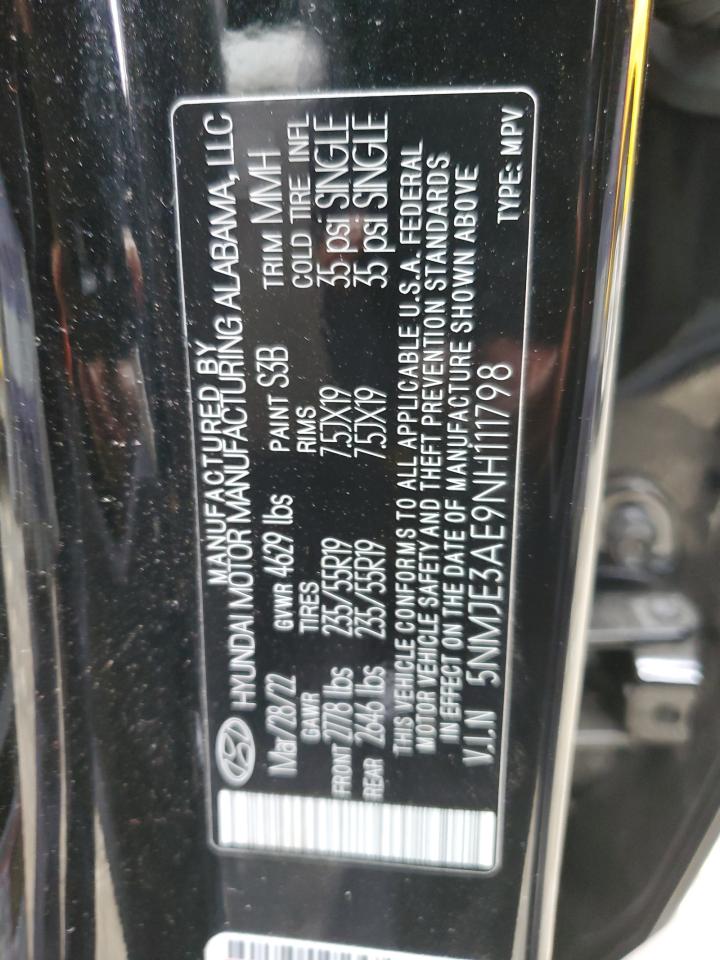 MANUFACTURED BY
HYUNDAI MOTOR MANUFACTURING ALABAMA, LLC
Mar/28/22 GVWR 4629 lbs PAINT S3B TRIM MMH
GAWR TIRES RIMS COLD TIRE INFL
FRONT 2778 lbs 235/55R19 7.5JX19 35 psi SINGLE
REAR 2646 lbs 235/55R19 7.5JX19 35 psi SINGLE
THIS VEHICLE CONFORMS TO ALL APPLICABLE U.S.A. FEDERAL
MOTOR VEHICLE SAFETY AND THEFT PREVENTION STANDARDS
IN EFFECT ON THE DATE OF MANUFACTURE SHOWN ABOVE
V.I.N 5NMJE3AE9NH111798
TYPE: MPV